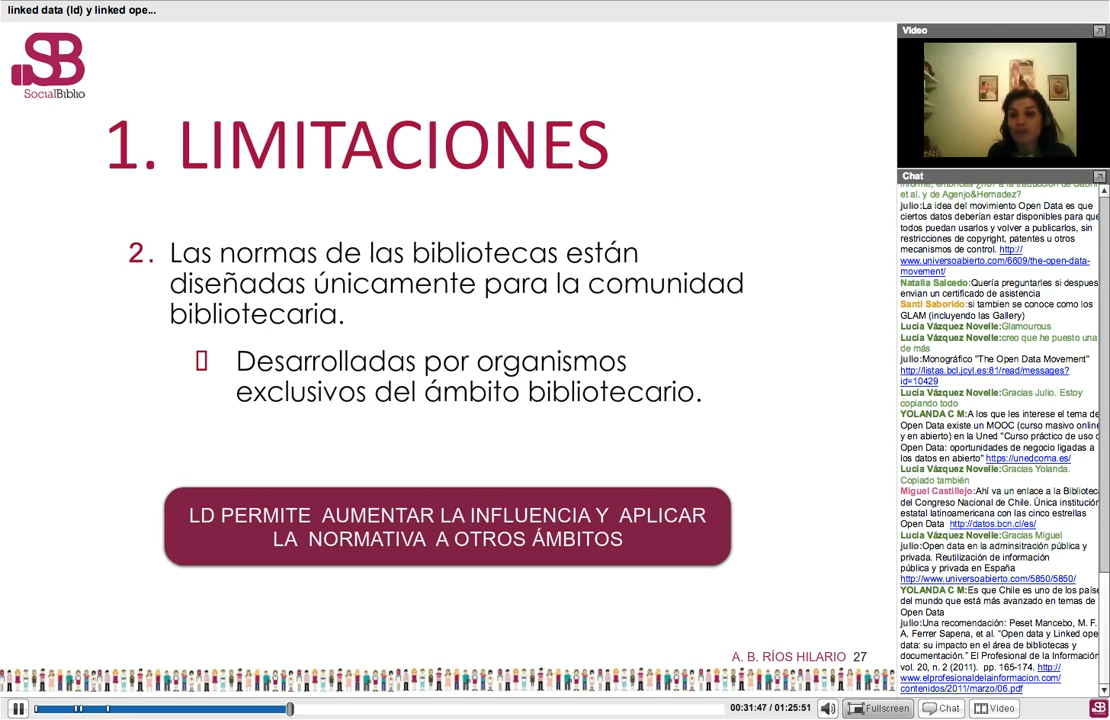 linked data (ld) y linked ope...
SB
SocialBiblio
1. LIMITACIONES
2. Las normas de las bibliotecas están
diseñadas únicamente para la comunidad
bibliotecaria.
Desarrolladas por organismos
exclusivos del ámbito bibliotecario.
LD PERMITE AUMENTAR LA INFLUENCIA Y APLICAR
LA NORMATIVA A OTROS ÁMBITOS
A. B. RÍOS HILARIO 27
Video
Chat
et al. y de Agenjo&Hernadez?
julio:La idea del movimiento Open Data es que
ciertos datos deberían estar disponibles para que
todos puedan usarlos y volver a publicarlos, sin
restricciones de copyright, patentes u otros
mecanismos de control. http://
www.universoabierto.com/6609/the-open-data-
movement/
Natalia Salcedo:Quería preguntarles si despues
envian un certificado de asistencia
Santi Saborido:si tambien se conoce como los
GLAM (incluyendo las Gallery)
Lucía Vázquez Novelle:Glamourous
Lucía Vázquez Novelle:creo que he puesto una
de más
julio:Monográfico "The Open Data Movement"
http://listas.bcl.jcyl.es:81/read/messages?
id=10429
Lucía Vázquez Novelle:Gracias Julio. Estoy
copiando todo
YOLANDA C M:A los que les interese el tema de
Open Data existe un MOOC (curso masivo online
y en abierto) en la Uned "Curso práctico de uso d
Open Data: oportunidades de negocio ligadas a
los datos en abierto" https://unedcoma.es/
Lucía Vázquez Novelle:Gracias Yolanda.
Copiado también
Miguel Castillejo:Ahí va un enlace a la Bibliotec
del Congreso Nacional de Chile. Única institución
estatal latinoamericana con las cinco estrellas
Open Data http://datos.bcn.cl/es/
Lucía Vázquez Novelle:Gracias Miguel
julio:Open data en la adminsitración pública y
privada. Reutilización de información
pública y privada en España
http://www.universoabierto.com/5850/5850/
YOLANDA C M:Es que Chile es uno de los paíse
del mundo que está más avanzado en temas de
Open Data
julio:Una recomendación: Peset Mancebo, M. F.
A. Ferrer Sapena, et al. "Open data y Linked ope
data: su impacto en el área de bibliotecas y
documentación." El Profesional de la Información
vol. 20, n. 2 (2011). pp. 165-174. http://
www.elprofesionaldelainformacion.com/
contenidos/2011/marzo/06.pdf
00:31:47 / 01:25:51
Fullscreen
Chat
Video
SB